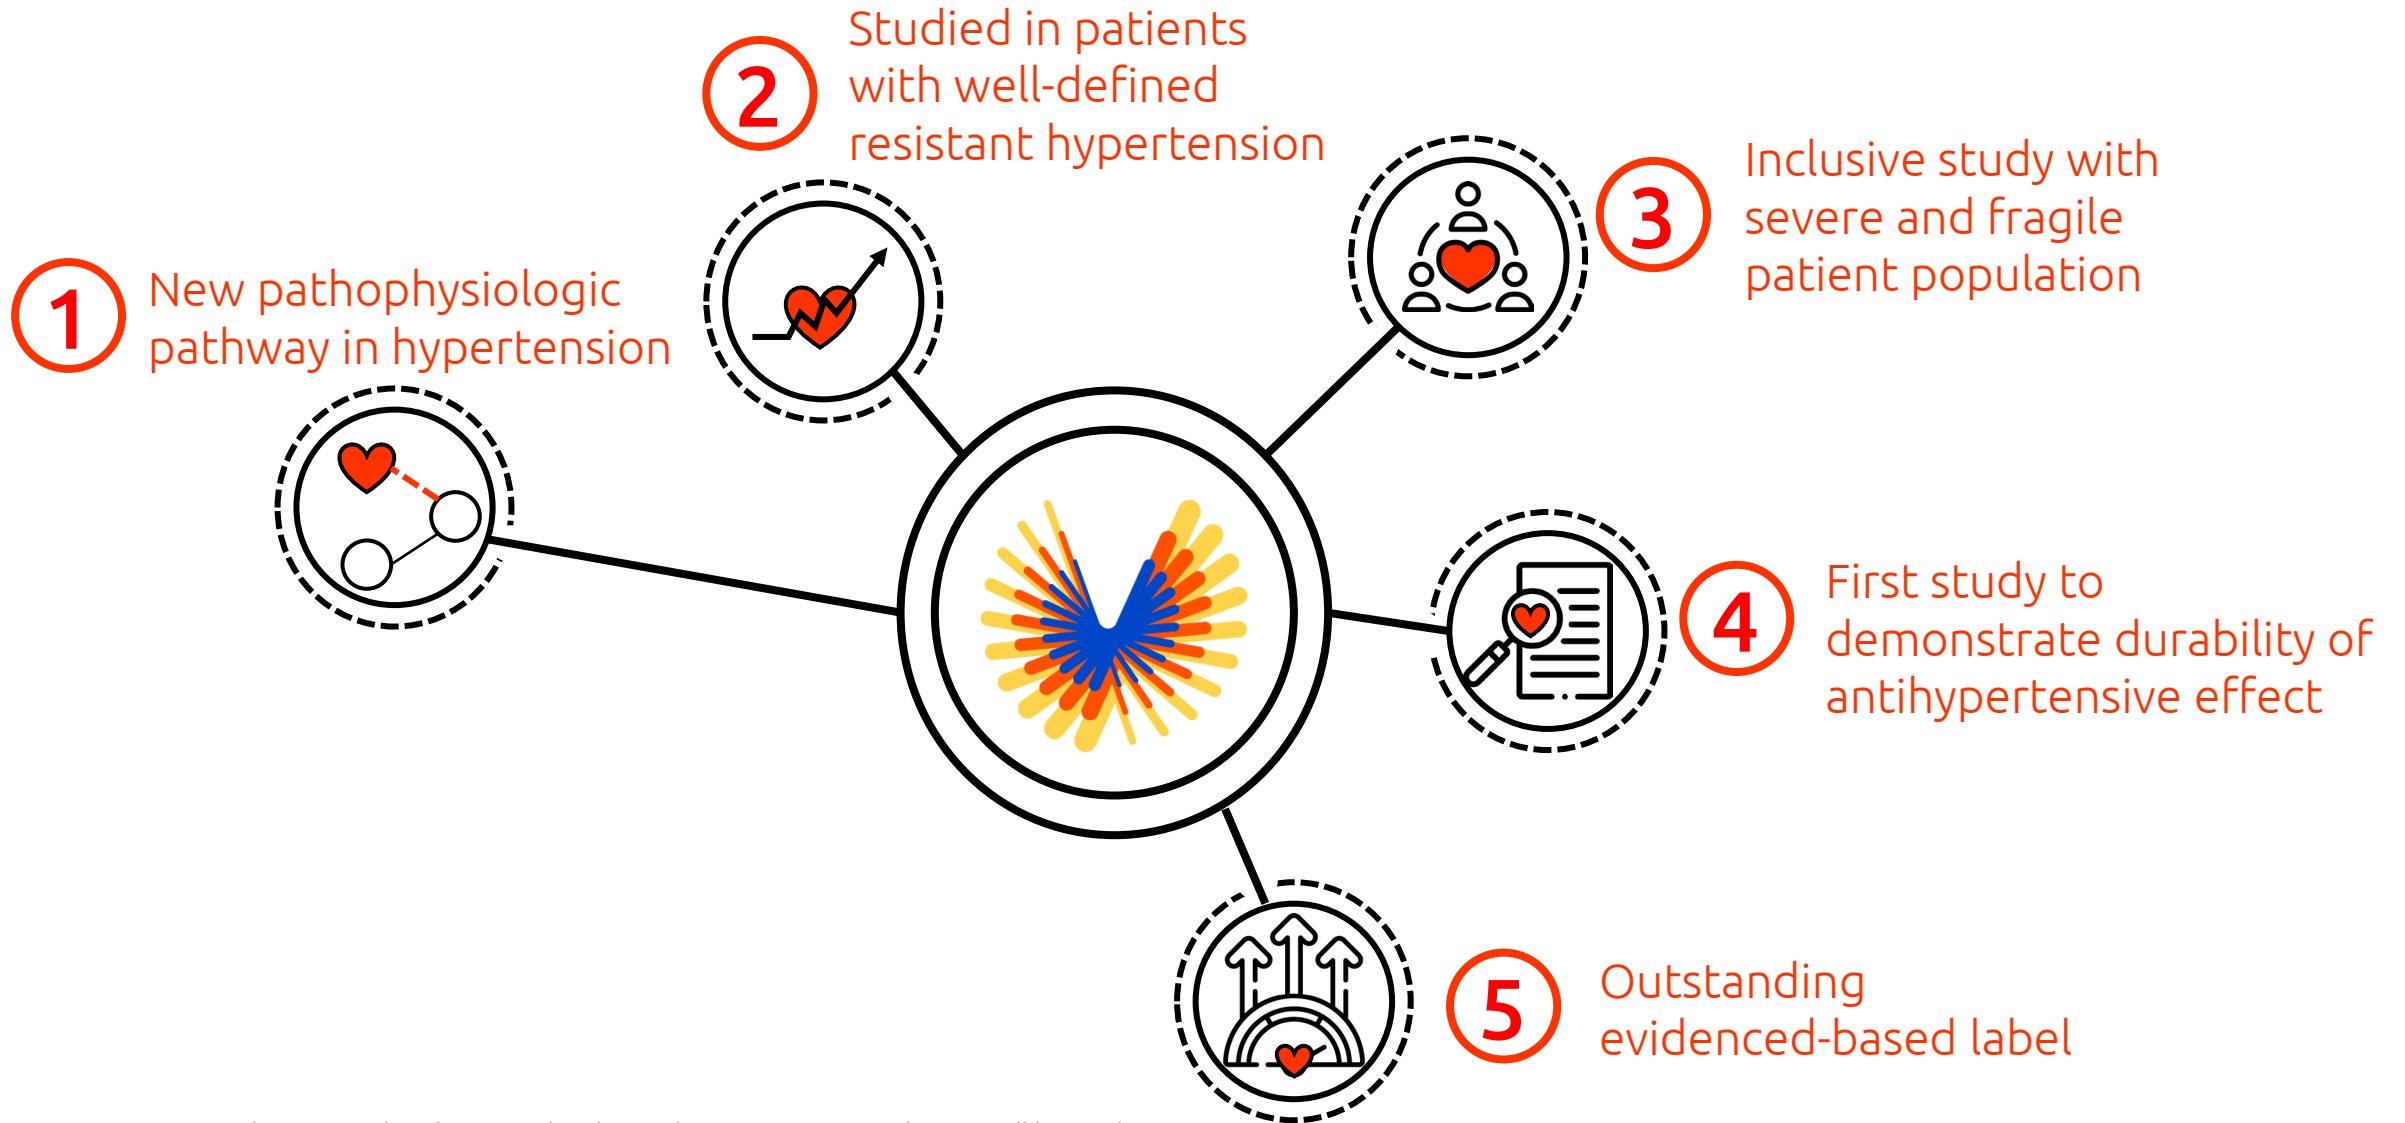 1
New pathophysiologic
pathway in hypertension
2
Studied in patients
with well-defined
resistant hypertension
3
Inclusive study with
severe and fragile
patient population
4
First study to
demonstrate durability of
antihypertensive effect
5
Outstanding
evidenced-based label